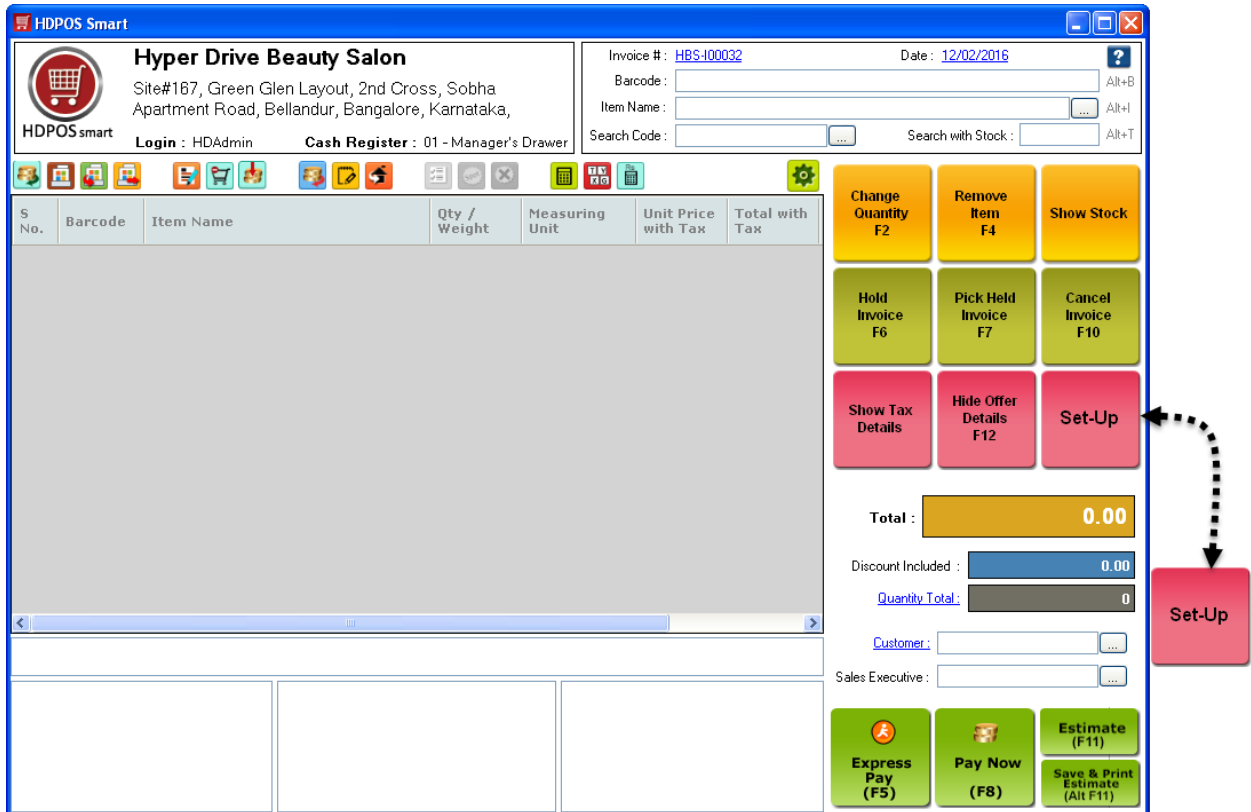 HDPOS Smart
HDPOS smart
Hyper Drive Beauty Salon
Site#167, Green Glen Layout, 2nd Cross, Sobha
Apartment Road, Bellandur, Bangalore, Karnataka,
Login : HDAdmin Cash Register : 01 - Manager's Drawer
Invoice # : HBS-I00032 Date : 12/02/2016 ?
Barcode : Alt+B
Item Name : ... Alt+I
Search Code : ... Search with Stock : Alt+T
S No. Barcode Item Name Qty / Weight Measuring Unit Unit Price with Tax Total with Tax
Change
Quantity
F2
Remove
Item
F4
Show Stock
Hold
Invoice
F6
Pick Held
Invoice
F7
Cancel
Invoice
F10
Show Tax
Details
Hide Offer
Details
F12
Set-Up
Total : 0.00
Discount Included : 0.00
Quantity Total : 0
Customer : ...
Sales Executive : ...
Express
Pay
(F5)
Pay Now
(F8)
Estimate
(F11)
Save & Print
Estimate
(Alt F11)
Set-Up